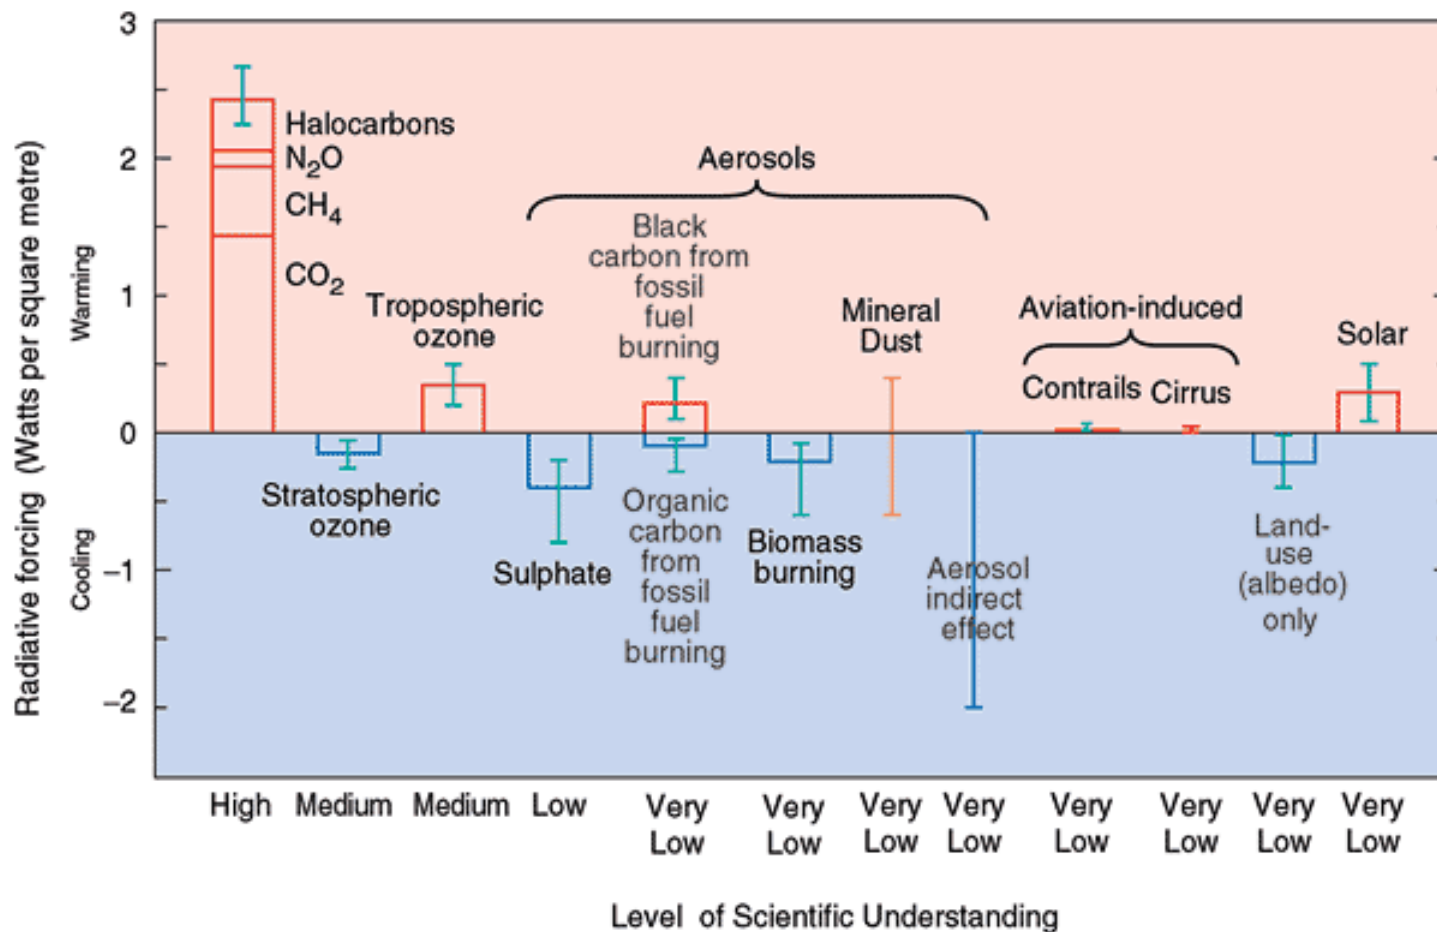 Radiative forcing (Watts per square metre)
Warming
Cooling
3
2
1
0
–1
–2
Halocarbons
N₂O
CH₄
CO₂
Stratospheric
ozone
Tropospheric
ozone
Aerosols
Sulphate
Black
carbon from
fossil
fuel
burning
Organic
carbon
from
fossil
fuel
burning
Biomass
burning
Mineral
Dust
Aerosol
indirect
effect
Aviation-induced
Contrails Cirrus
Land-
use
(albedo)
only
Solar
High Medium Medium Low Very Very Very Very Very Very Very Very
Low Low Low Low Low Low Low Low
Level of Scientific Understanding